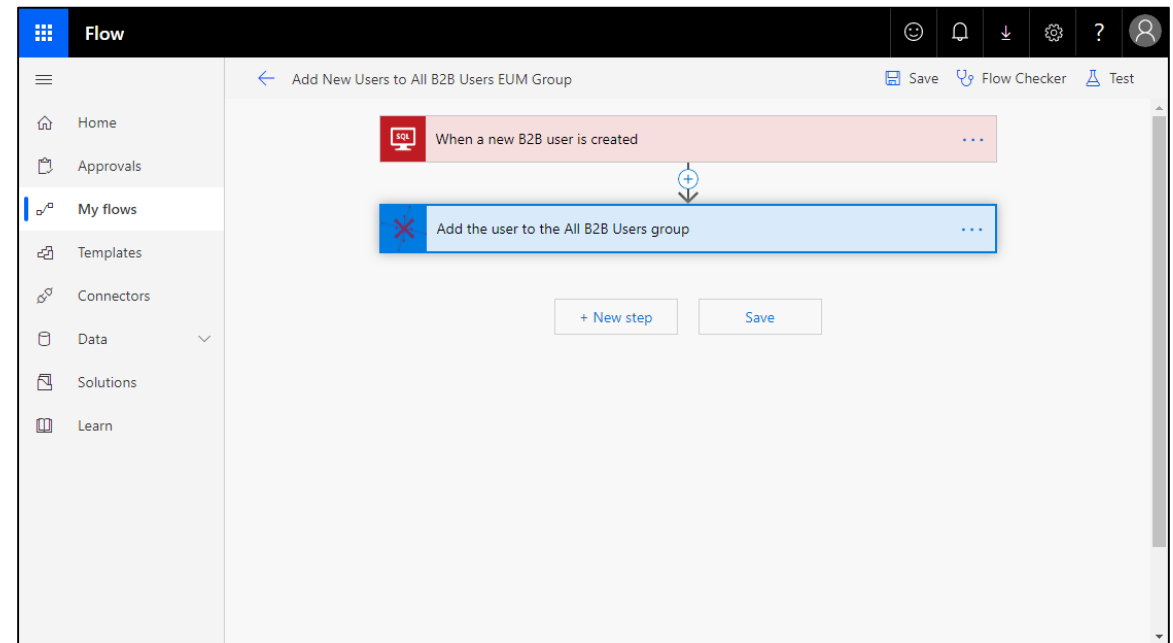 Flow
?
Add New Users to All B2B Users EUM Group
Save
Flow Checker
Test
Home
Approvals
My flows
Templates
Connectors
Data
Solutions
Learn
SQL
When a new B2B user is created
Add the user to the All B2B Users group
+ New step
Save